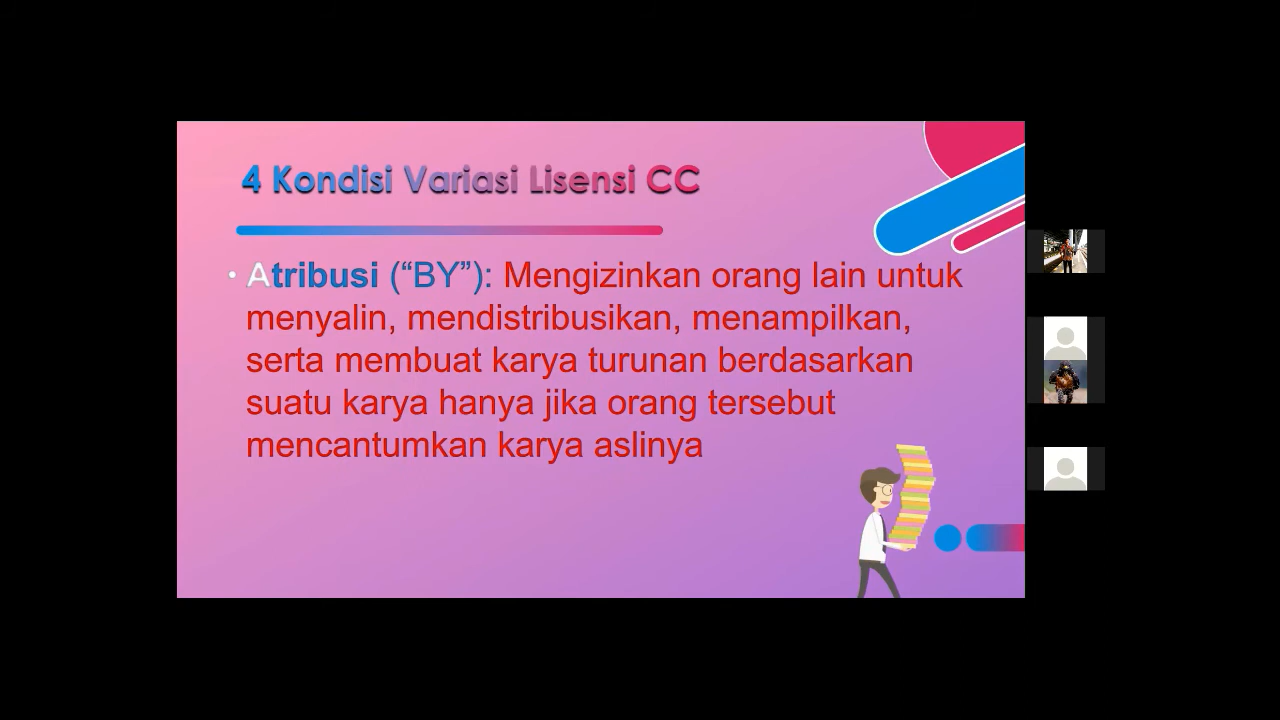 4 Kondisi Variasi Lisensi CC
• Atribusi (“BY”): Mengizinkan orang lain untuk
menyalin, mendistribusikan, menampilkan,
serta membuat karya turunan berdasarkan
suatu karya hanya jika orang tersebut
mencantumkan karya aslinya